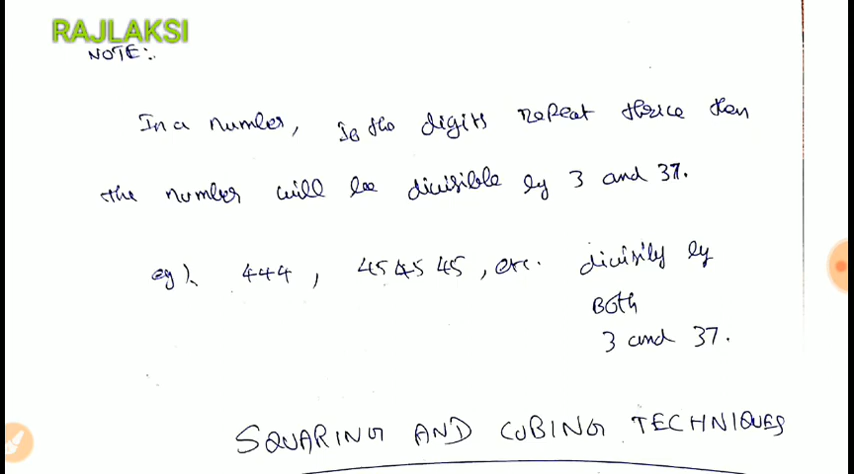 RAJLAKSI
NOTE:-
In a number, If the digits repeat thrice then
the number will be divisible by 3 and 37.
eg). 444, 454545, etc. divisibly by
BOTH
3 and 37.
SQUARING AND CUBING TECHNIQUES